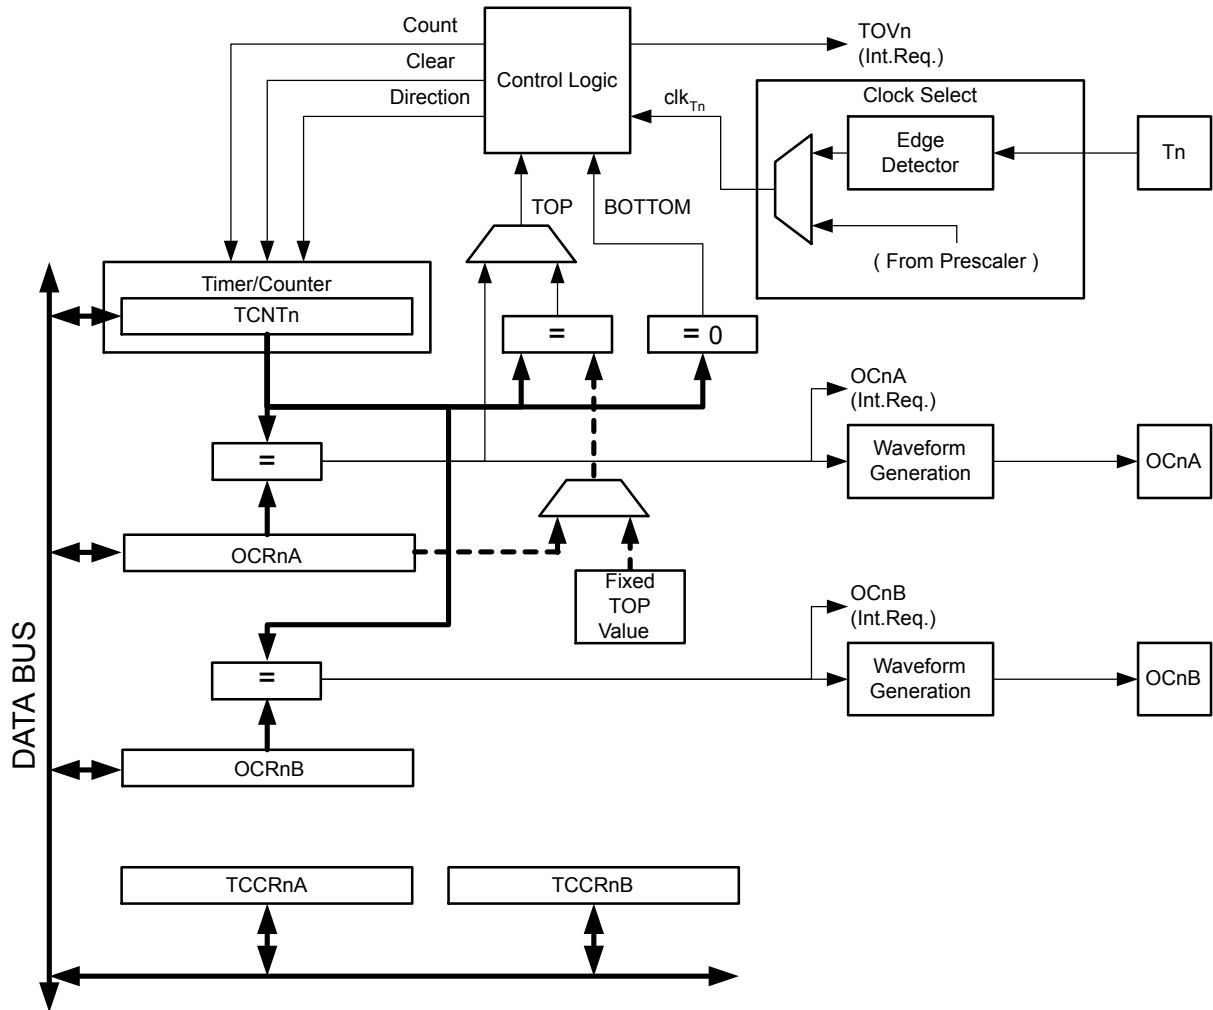 Count
Clear
Direction
Control Logic
TOVn
(Int.Req.)
clkTn
Clock Select
Edge
Detector
Tn
( From Prescaler )
TOP
BOTTOM
Timer/Counter
TCNTn
=
= 0
OCnA
(Int.Req.)
=
Waveform
Generation
OCnA
OCRnA
Fixed
TOP
Value
OCnB
(Int.Req.)
=
Waveform
Generation
OCnB
OCRnB
DATA BUS
TCCRnA
TCCRnB